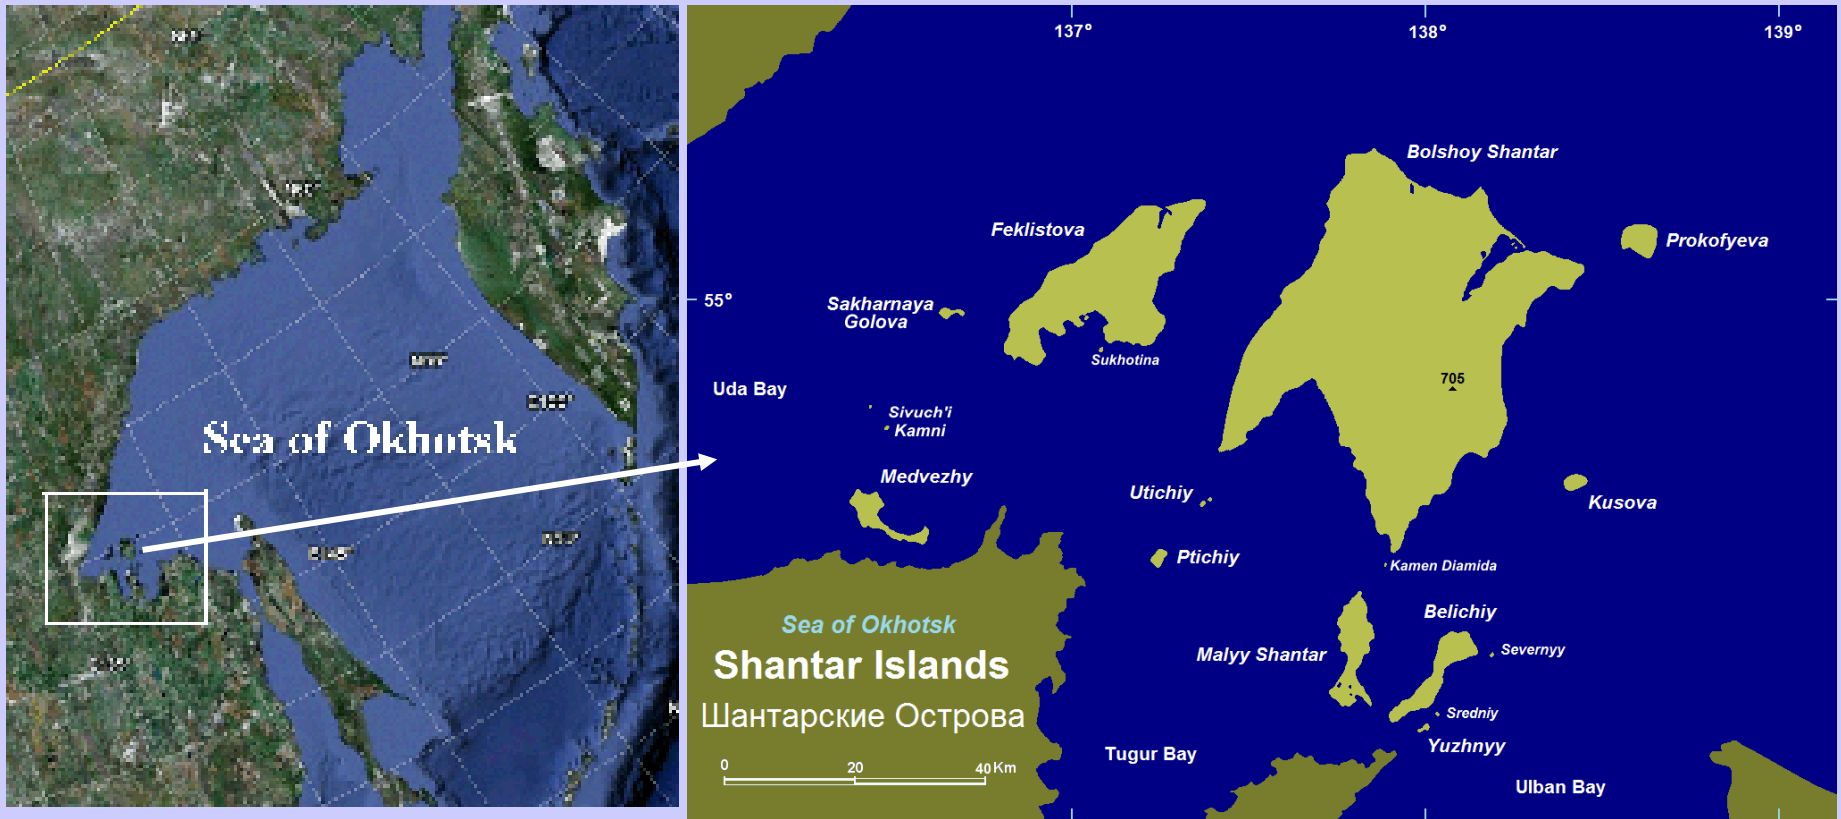 Sea of Okhotsk
137°
138°
139°
Bolshoy Shantar
Feklistova
Prokofyeva
Sakharnaya
Golova
55°
Sukhotina
705
Uda Bay
Sivuch'i
Kamni
Medvezhy
Utichiy
Kusova
Ptichiy
Kamen Diamida
Belichiy
Sea of Okhotsk
Shantar Islands
Шантарские Острова
Malyy Shantar
Severnyy
Sredniy
Yuzhnyy
Tugur Bay
Ulban Bay
0 20 40 Km